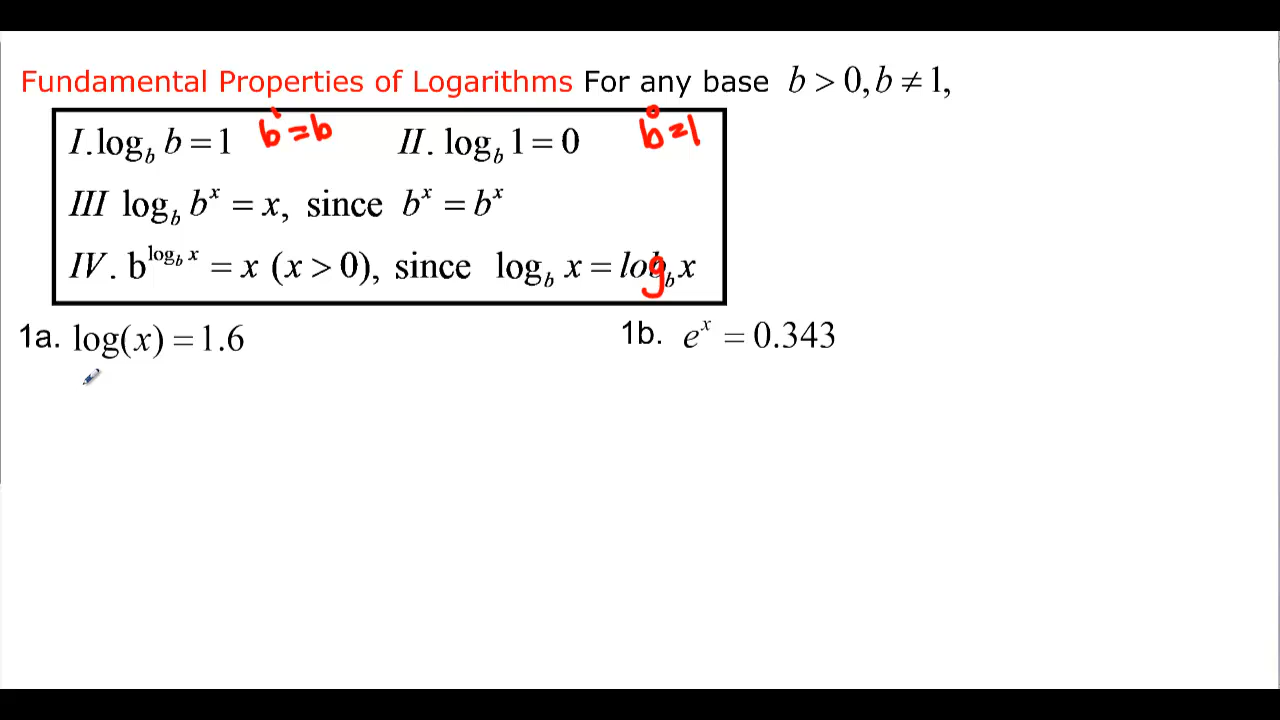 Fundamental Properties of Logarithms For any base b > 0, b ≠ 1,
I. log_b b = 1 b¹ = b II. log_b 1 = 0 b⁰ = 1
III log_b b^x = x, since b^x = b^x
IV. b^(log_b x) = x (x > 0), since log_b x = log_b x
1a. log(x) = 1.6 1b. e^x = 0.343